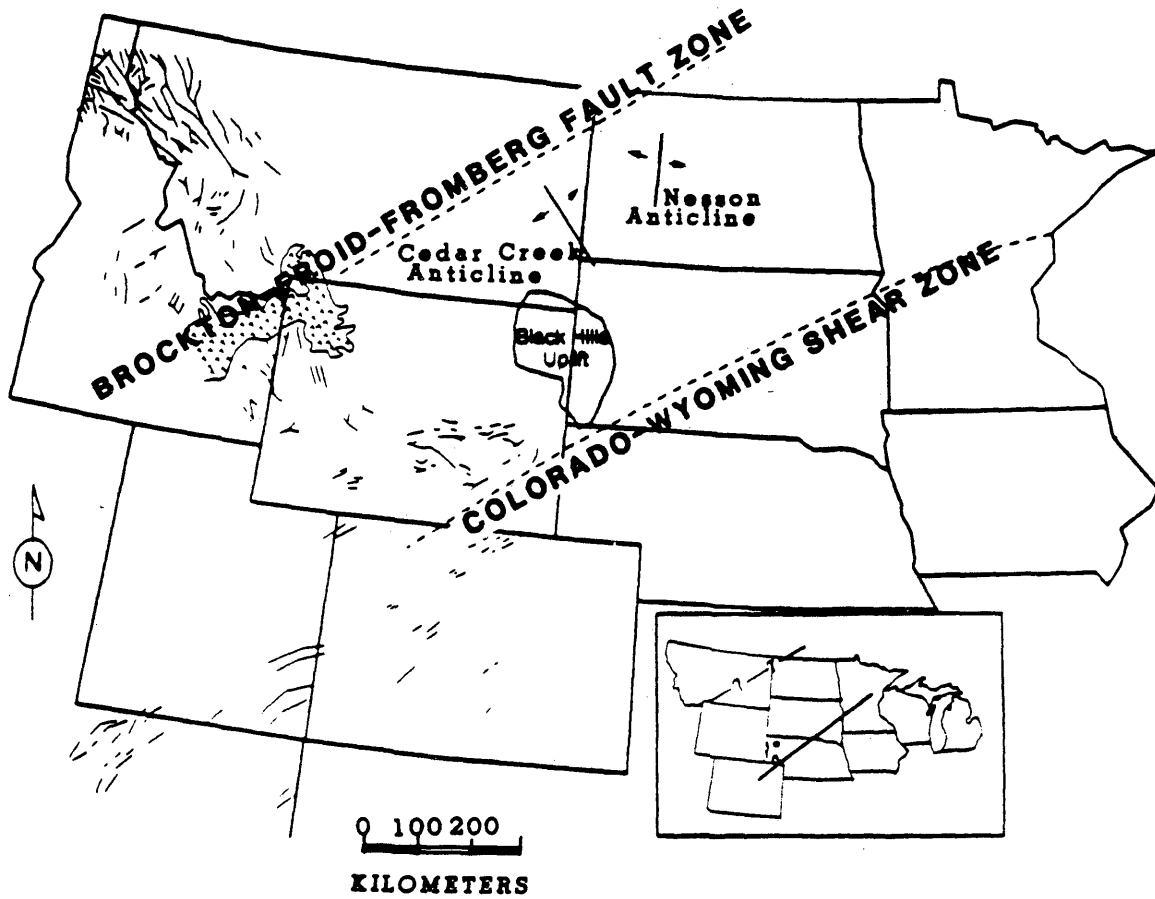 BROCKTON-FROID-FROMBERG FAULT ZONE
Nesson
Anticline
Cedar Creek
Anticline
Black Hills
Uplift
COLORADO-WYOMING SHEAR ZONE
N
0 100 200
KILOMETERS